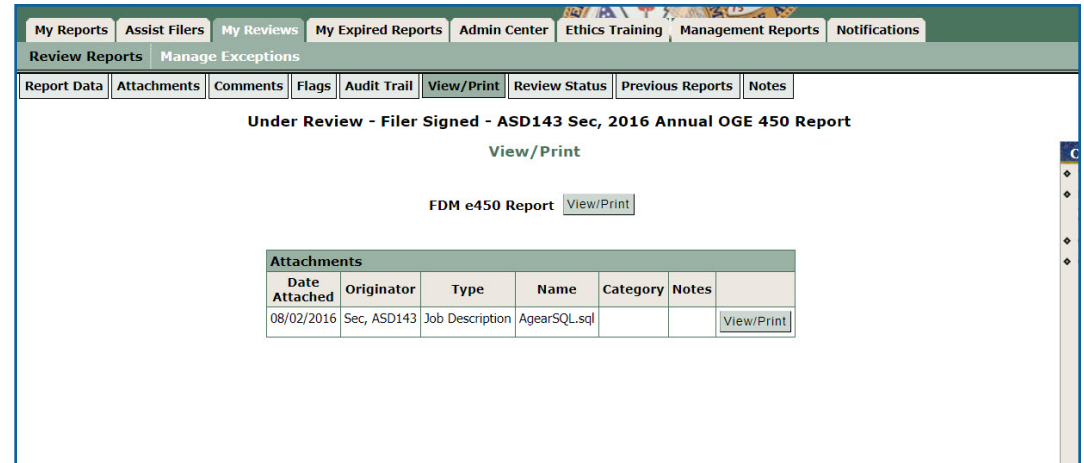 My Reports Assist Filers My Reviews My Expired Reports Admin Center Ethics Training Management Reports Notifications
Review Reports Manage Exceptions
Report Data Attachments Comments Flags Audit Trail View/Print Review Status Previous Reports Notes
Under Review - Filer Signed - ASD143 Sec, 2016 Annual OGE 450 Report
View/Print
FDM e450 Report View/Print
Attachments
Date Attached Originator Type Name Category Notes
08/02/2016 Sec, ASD143 Job Description AgearSQL.sql View/Print